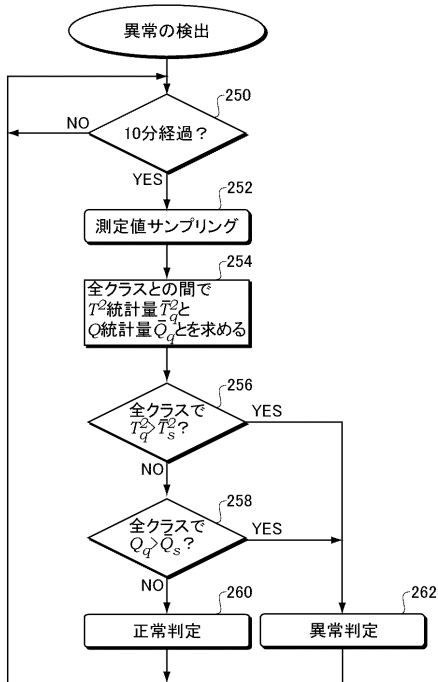 異常の検出
250
NO
10分経過？
YES
252
測定値サンプリング
254
全クラスとの間で
T²統計量T̄²qと
Q統計量Q̄qとを求める
256
全クラスで
YES
T²q>T̄²s？
NO
258
全クラスで
YES
Qq>Q̄s？
NO
260
262
正常判定
異常判定